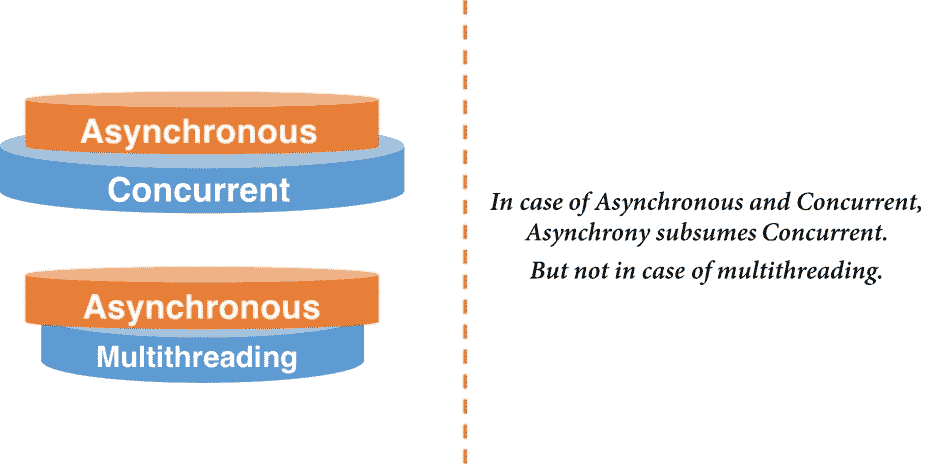 Asynchronous
Concurrent
Asynchronous
Multithreading
In case of Asynchronous and Concurrent,
Asynchrony subsumes Concurrent.
But not in case of multithreading.